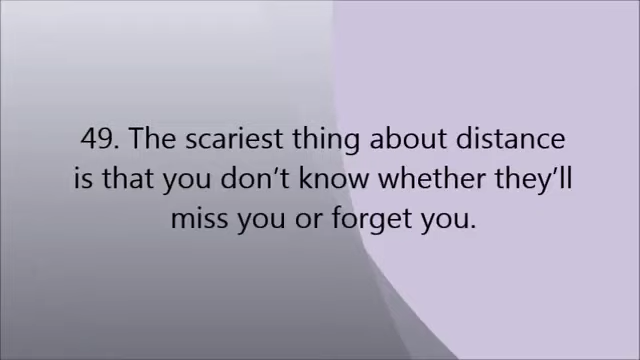 49. The scariest thing about distance
is that you don’t know whether they’ll
miss you or forget you.